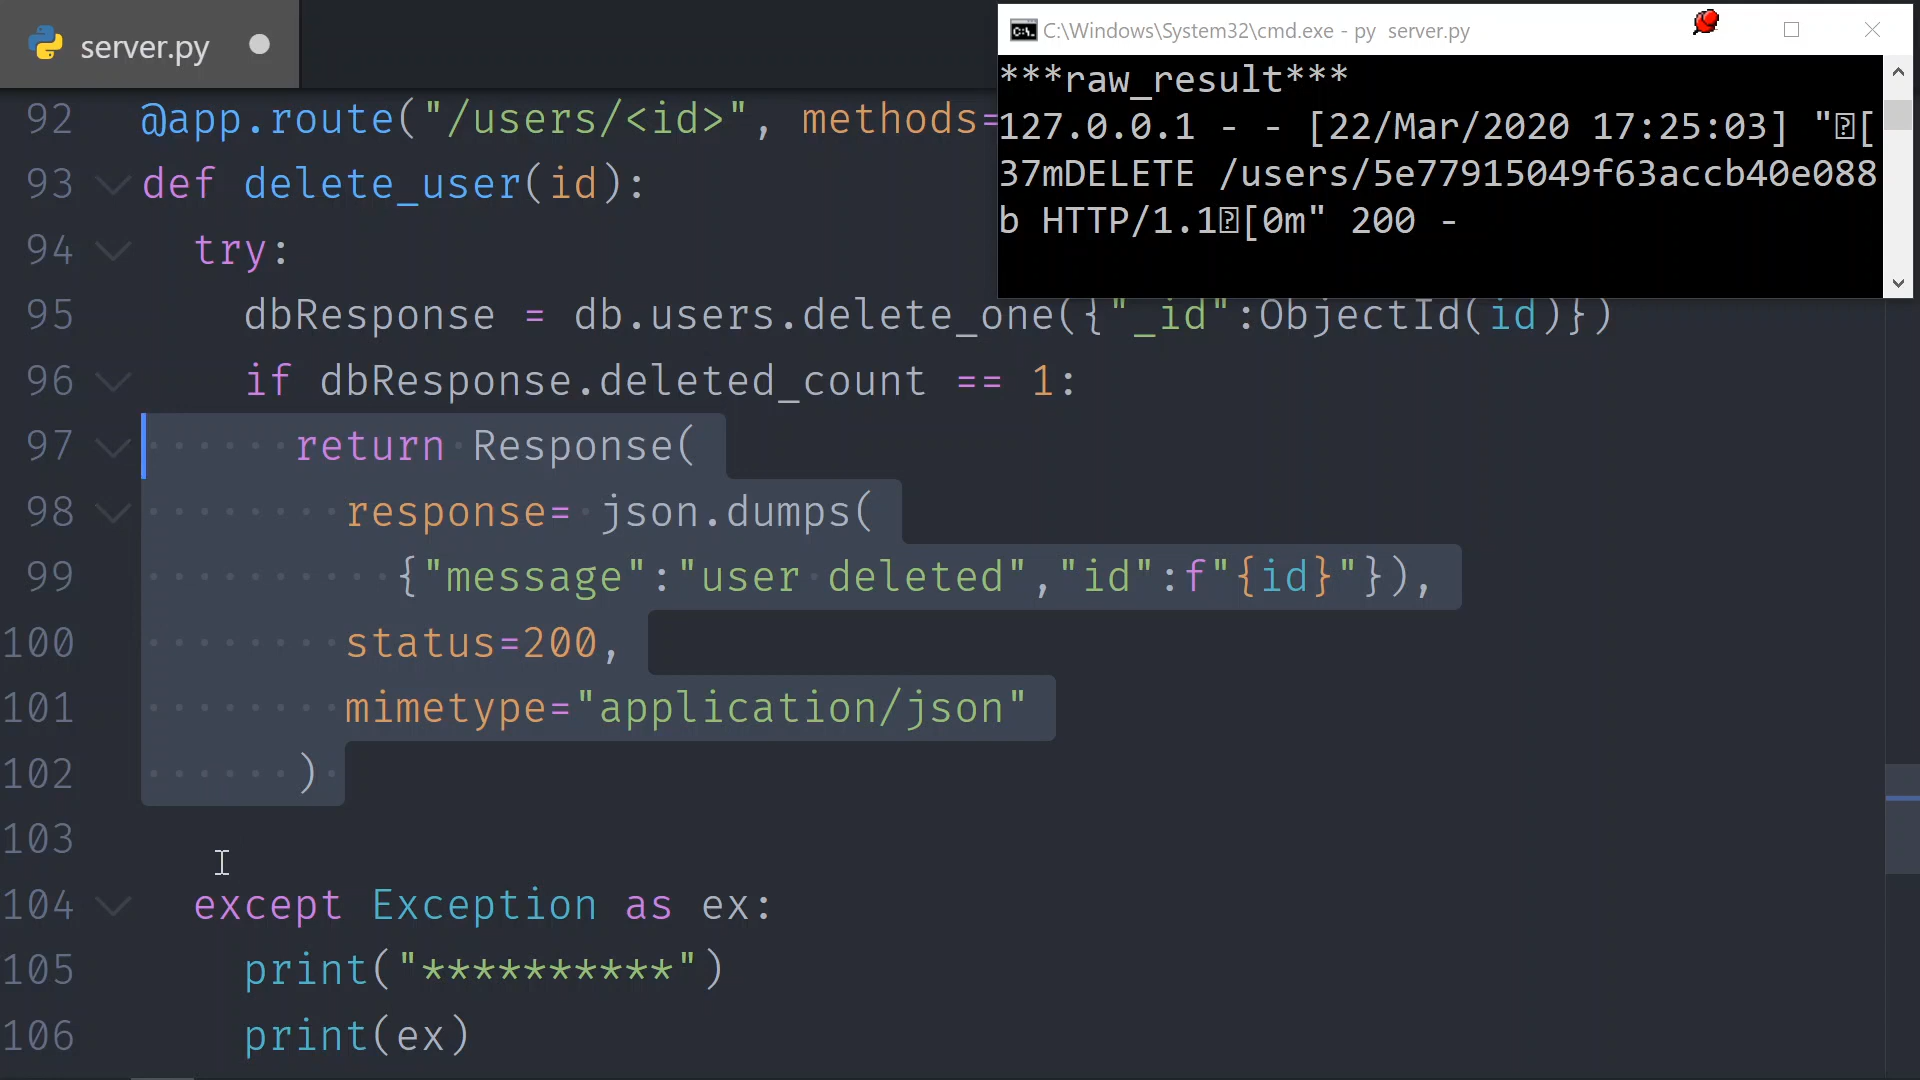 server.py
C:\Windows\System32\cmd.exe - py  server.py
***raw_result***
127.0.0.1 - - [22/Mar/2020 17:25:03] "[
37mDELETE /users/5e77915049f63accb40e088
b HTTP/1.1[0m" 200 -
92 @app.route("/users/<id>", methods=
93 def delete_user(id):
94 try:
95 dbResponse = db.users.delete_one({"_id":ObjectId(id)})
96 if dbResponse.deleted_count == 1:
97 return Response(
98 response= json.dumps(
99 {"message":"user deleted","id":f"{id}"}),
100 status=200,
101 mimetype="application/json"
102 )
103
104 except Exception as ex:
105 print("**********")
106 print(ex)